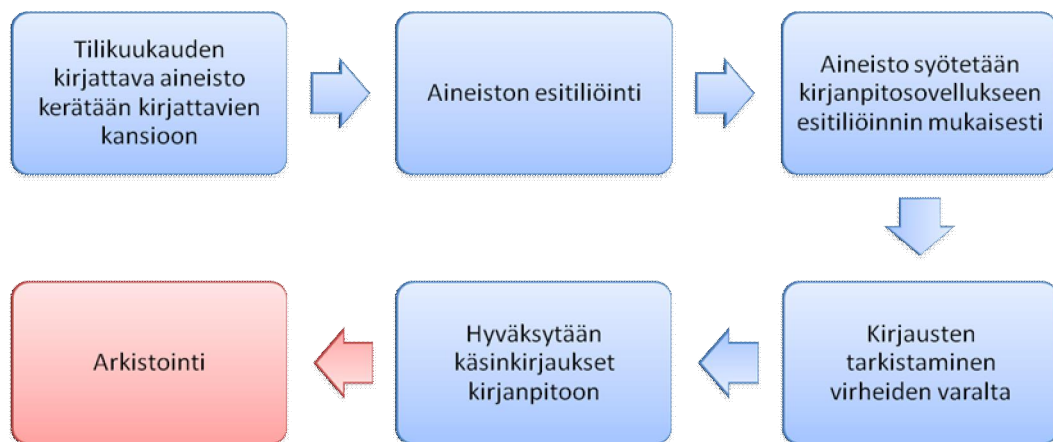 Tilikuukauden
kirjattava aineisto
kerätään kirjattavien
kansioon
Aineiston esitiliöinti
Aineisto syötetään
kirjanpitosovellukseen
esitiliöinnin mukaisesti
Kirjausten
tarkistaminen
virheiden varalta
Hyväksytään
käsinkirjaukset
kirjanpitoon
Arkistointi